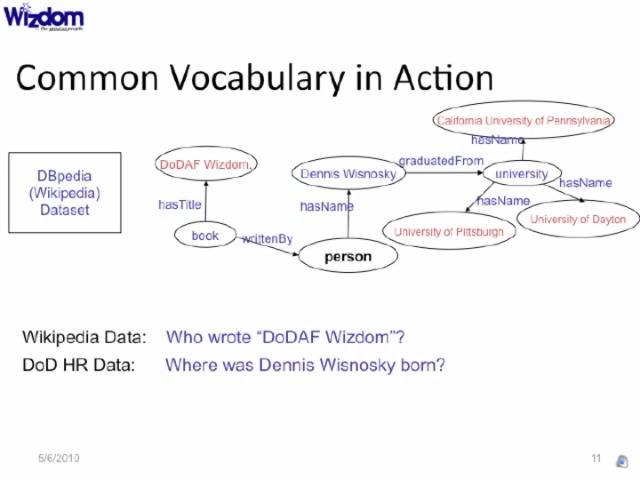 Wizdom
Common Vocabulary in Action
California University of Pennsylvania
hasName
DBpedia
(Wikipedia)
Dataset
DoDAF Wizdom.
Dennis Wisnosky
graduatedFrom
university
hasName
hasTitle
hasName
hasName
book
writtenBy
University of Pittsburgh
University of Dayton
person
Wikipedia Data: Who wrote “DoDAF Wizdom”?
DoD HR Data: Where was Dennis Wisnosky born?
5/6/2010
11